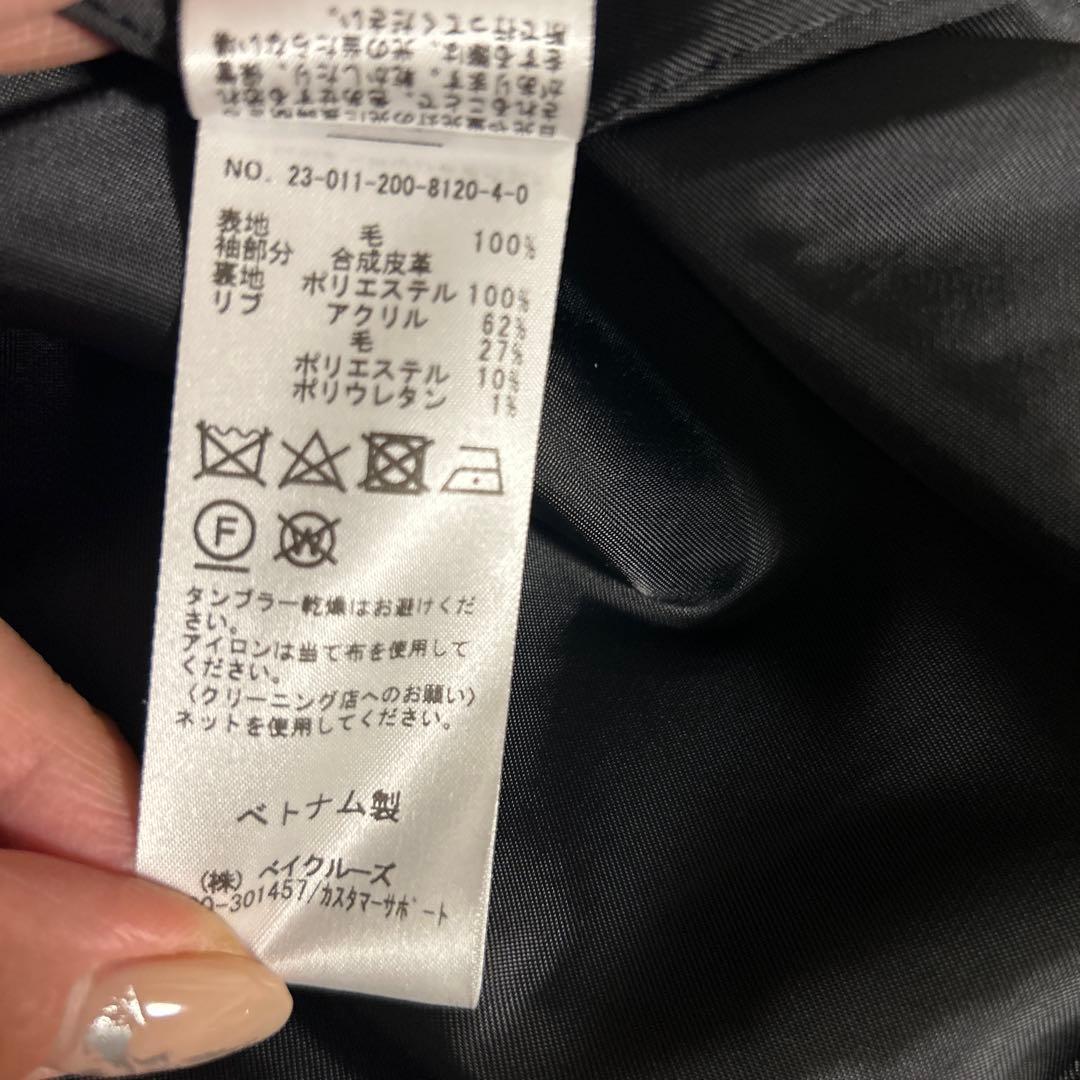 NO. 23-011-200-8120-4-0
表地 毛 100%
袖部分 合成皮革
裏地 ポリエステル 100%
リブ アクリル 62%
毛 27%
ポリエステル 10%
ポリウレタン 1%
F
W
タンブラー乾燥はお避けくだ
さい。
アイロンは当て布を使用して
ください。
（クリーニング店へのお願い）
ネットを使用してください。
ベトナム製
（株）ベイクルーズ
0-301457/ｶｽﾀﾏｰｻﾎﾟｰﾄ